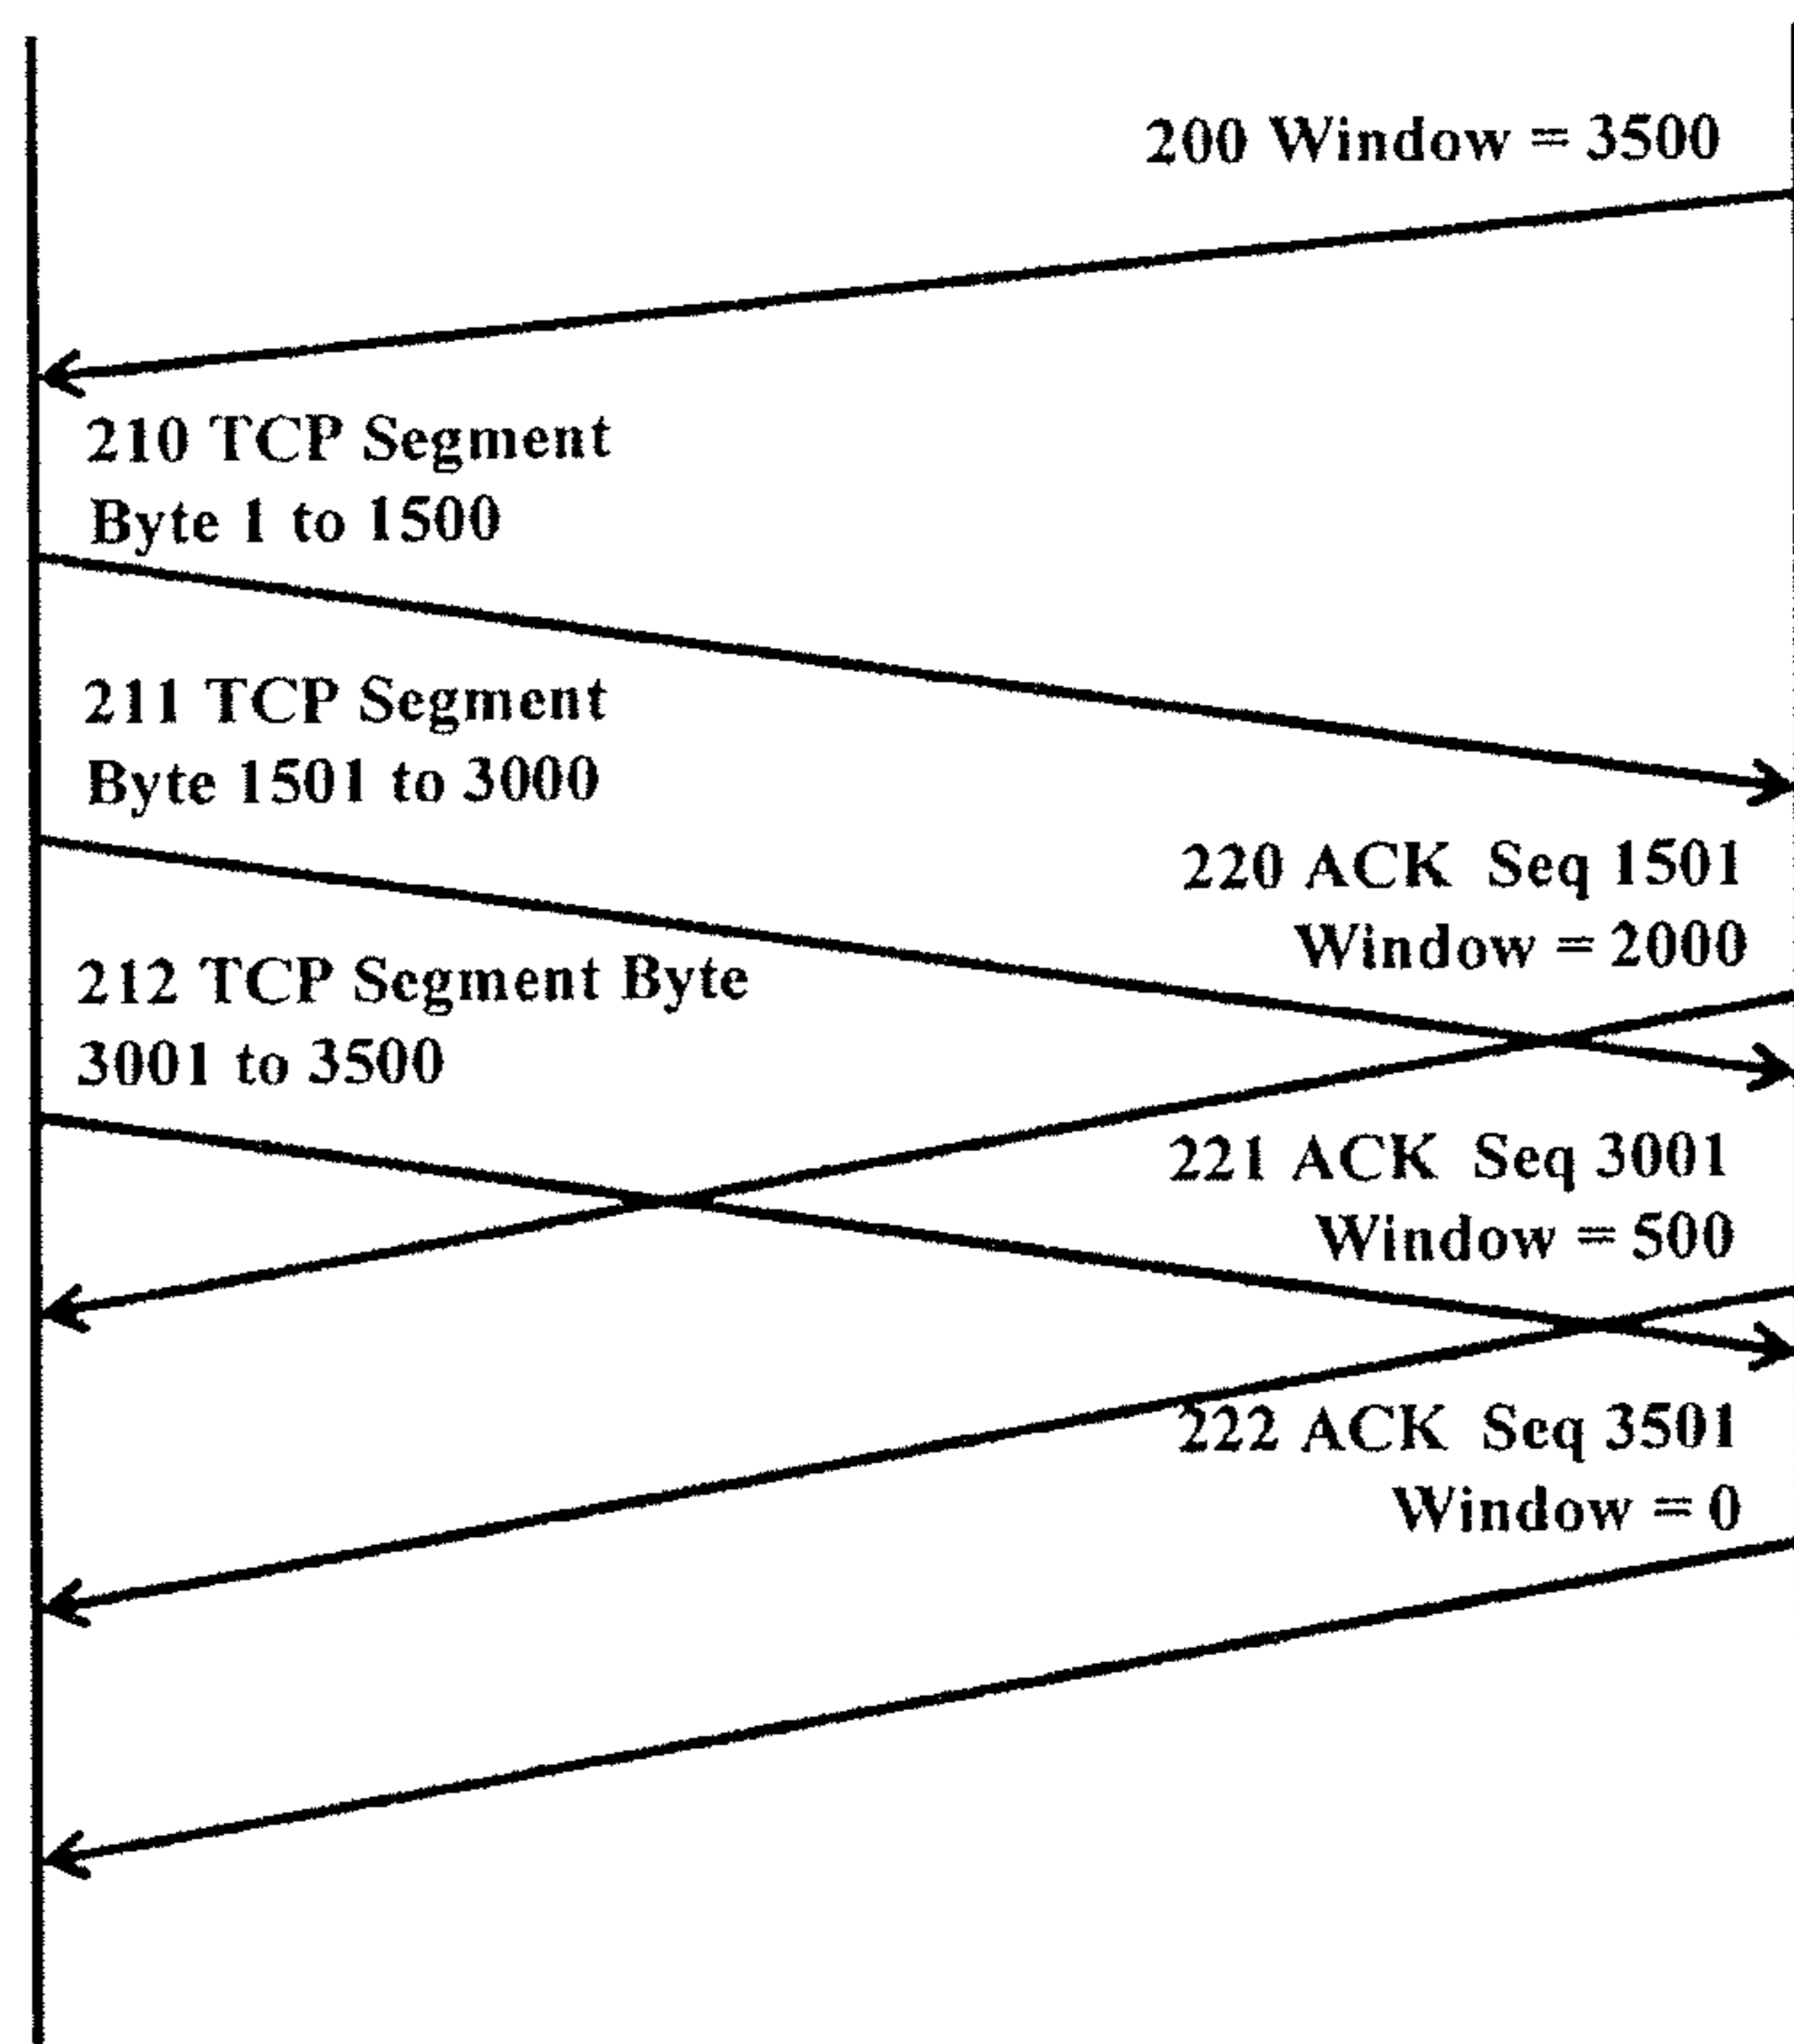 200 Window = 3500
210 TCP Segment
Byte 1 to 1500
211 TCP Segment
Byte 1501 to 3000
220 ACK Seq 1501
Window = 2000
212 TCP Segment Byte
3001 to 3500
221 ACK Seq 3001
Window = 500
222 ACK Seq 3501
Window = 0